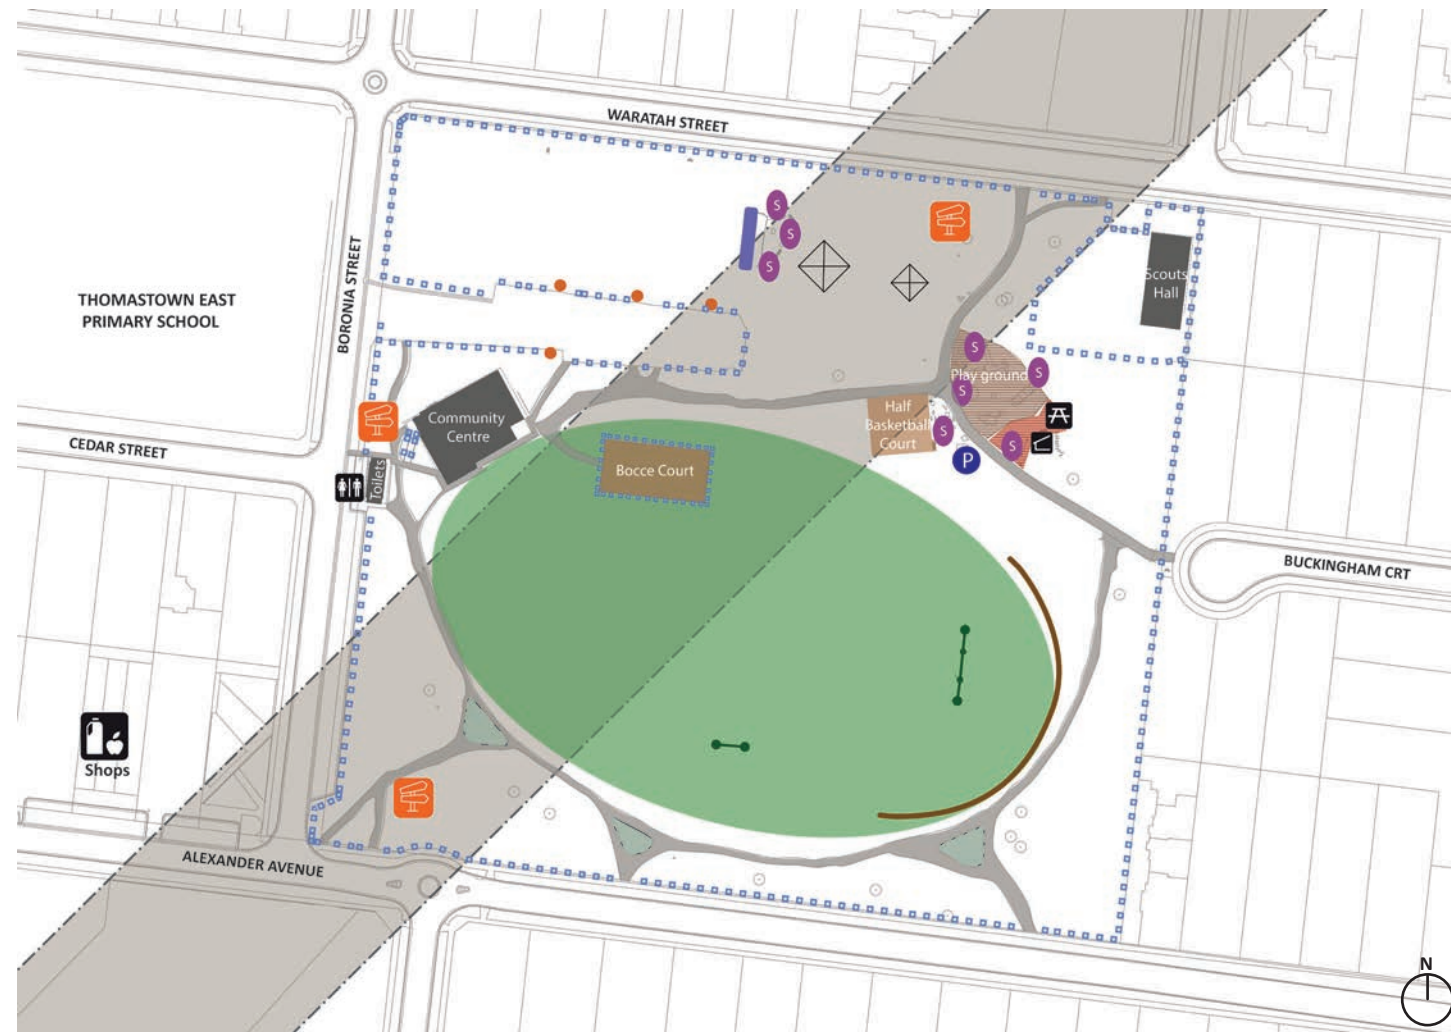 WARATAH STREET
THOMASTOWN EAST
PRIMARY SCHOOL
BORONIA STREET
CEDAR STREET
Community
Centre
Toilets
Bocce Court
Half
Basketball
Court
Play ground
Scouts
Hall
S
S
S
S
S
S
S
S
P
BUCKINGHAM CRT
Shops
ALEXANDER AVENUE
N